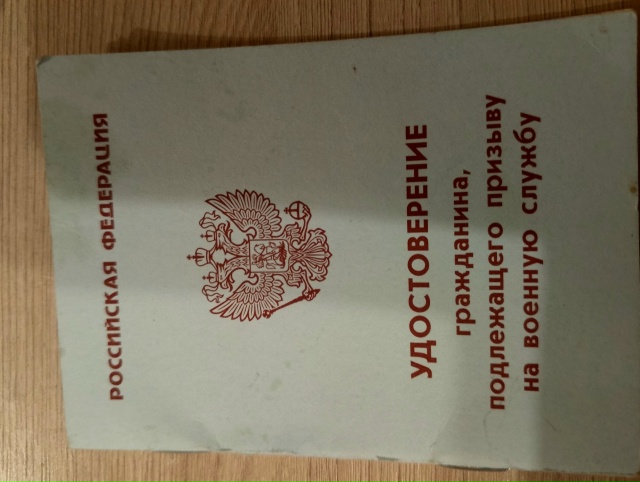 РОССИЙСКАЯ ФЕДЕРАЦИЯ
УДОСТОВЕРЕНИЕ
гражданина,
подлежащего призыву
на военную службу